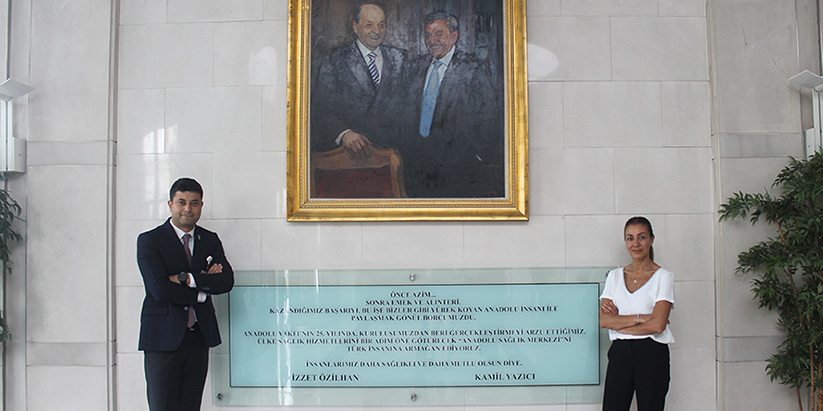 ÖNCE AZİM...
SONRA EMEK VE ALINTERİ.
KAZANDIĞIMIZ BAŞARIYI, BU İŞE BİZLER GİBİ YÜREK KOYAN ANADOLU İNSANI İLE
PAYLAŞMAK GÖNÜL BORCUMUZDU.
ANADOLU VAKFI'NIN 25. YILINDA, KURULUŞUMUZDAN BERİ GERÇEKLEŞTİRMEYİ ARZU ETTİĞİMİZ,
ÜLKE SAĞLIK HİZMETLERİNİ BİR ADIM ÖNE GÖTÜRECEK "ANADOLU SAĞLIK MERKEZİ"Nİ
TÜRK İNSANINA ARMAĞAN EDİYORUZ.
İNSANLARIMIZ DAHA SAĞLIKLI VE DAHA MUTLU OLSUN DİYE.
İZZET ÖZİLHAN KAMİL YAZICI